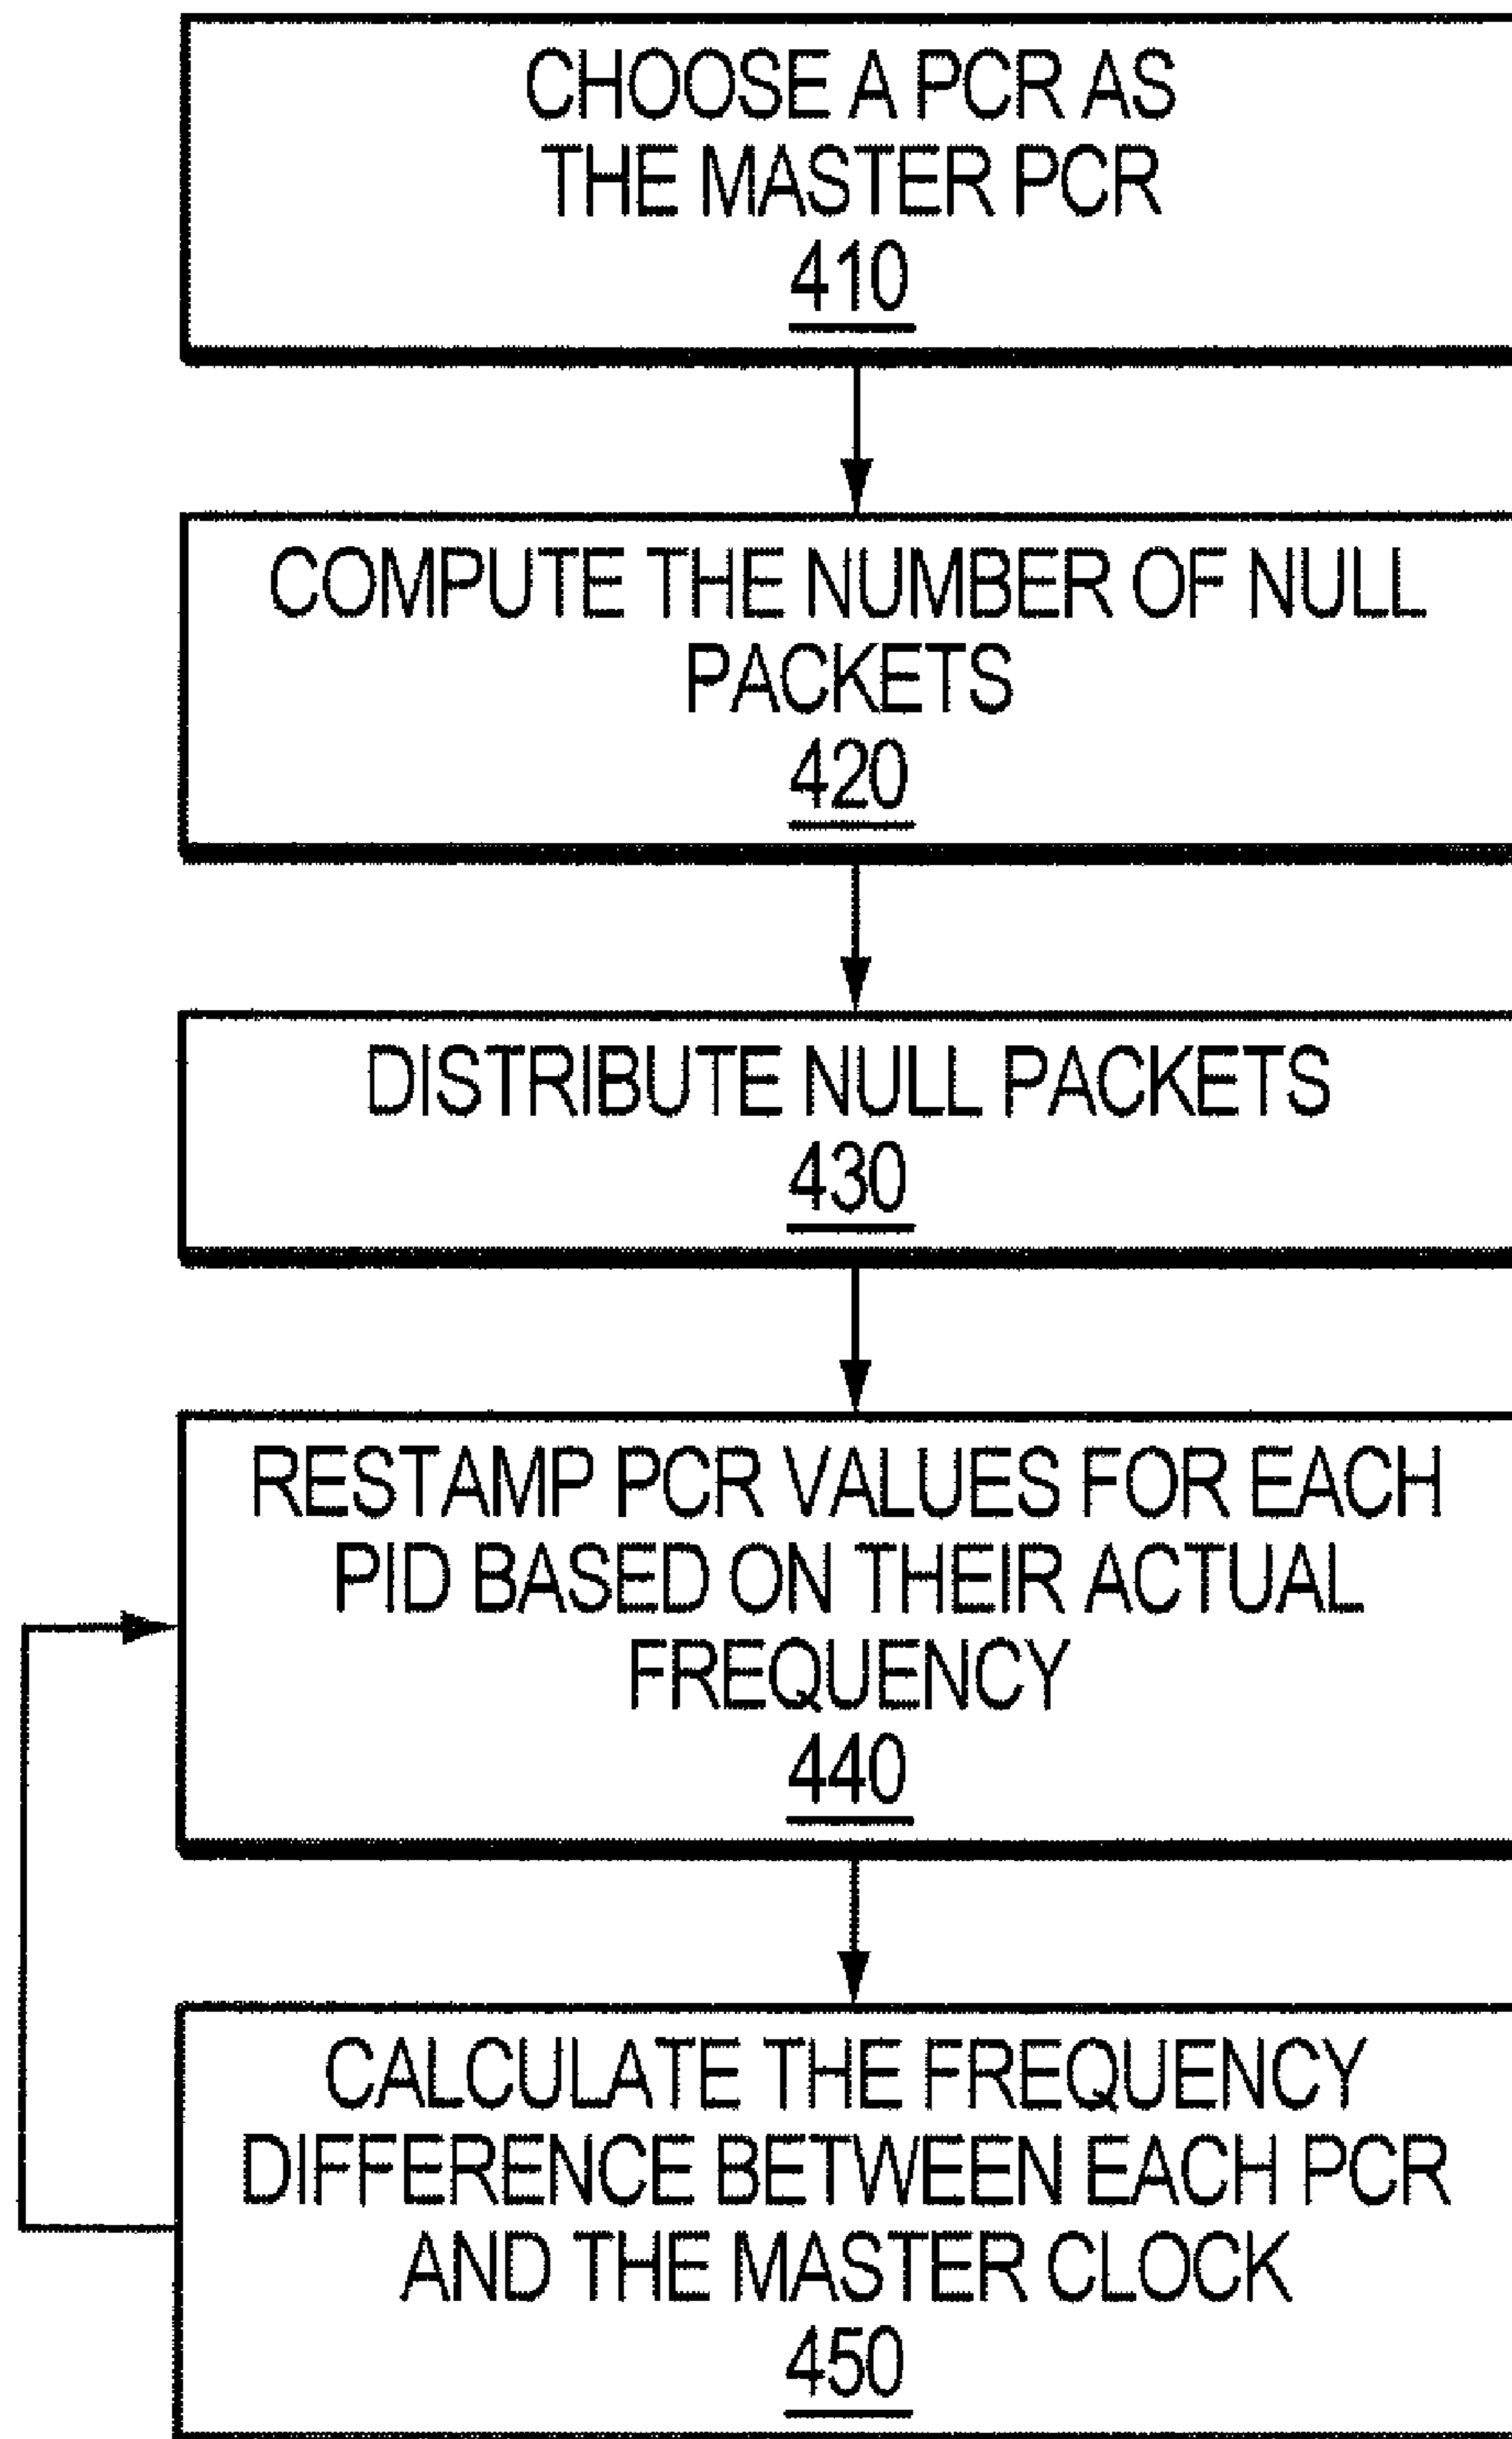 CHOOSE A PCR AS
THE MASTER PCR
410
COMPUTE THE NUMBER OF NULL
PACKETS
420
DISTRIBUTE NULL PACKETS
430
RESTAMP PCR VALUES FOR EACH
PID BASED ON THEIR ACTUAL
FREQUENCY
440
CALCULATE THE FREQUENCY
DIFFERENCE BETWEEN EACH PCR
AND THE MASTER CLOCK
450